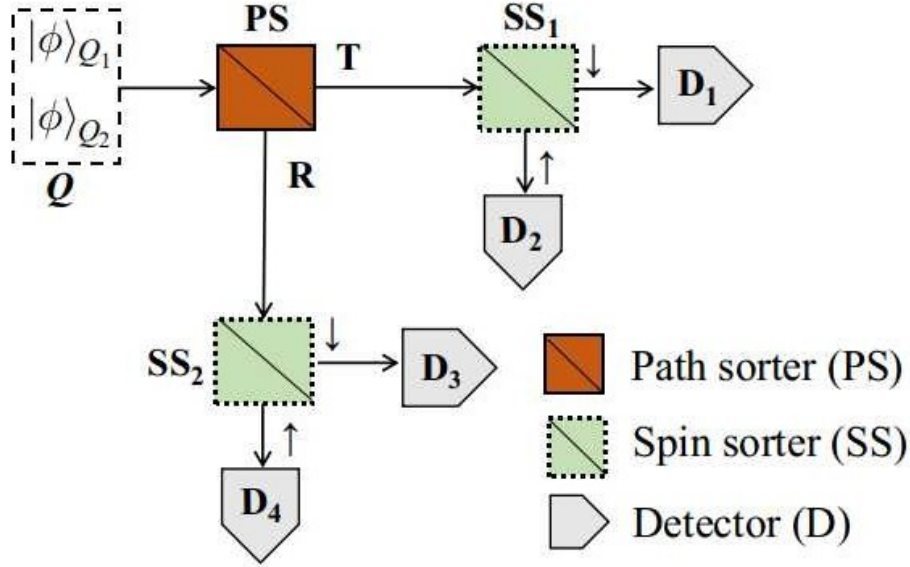 |ϕ⟩Q₁
|ϕ⟩Q₂
Q
PS
T
R
SS₁
↓
D₁
↑
D₂
SS₂
↓
D₃
↑
D₄
Path sorter (PS)
Spin sorter (SS)
Detector (D)